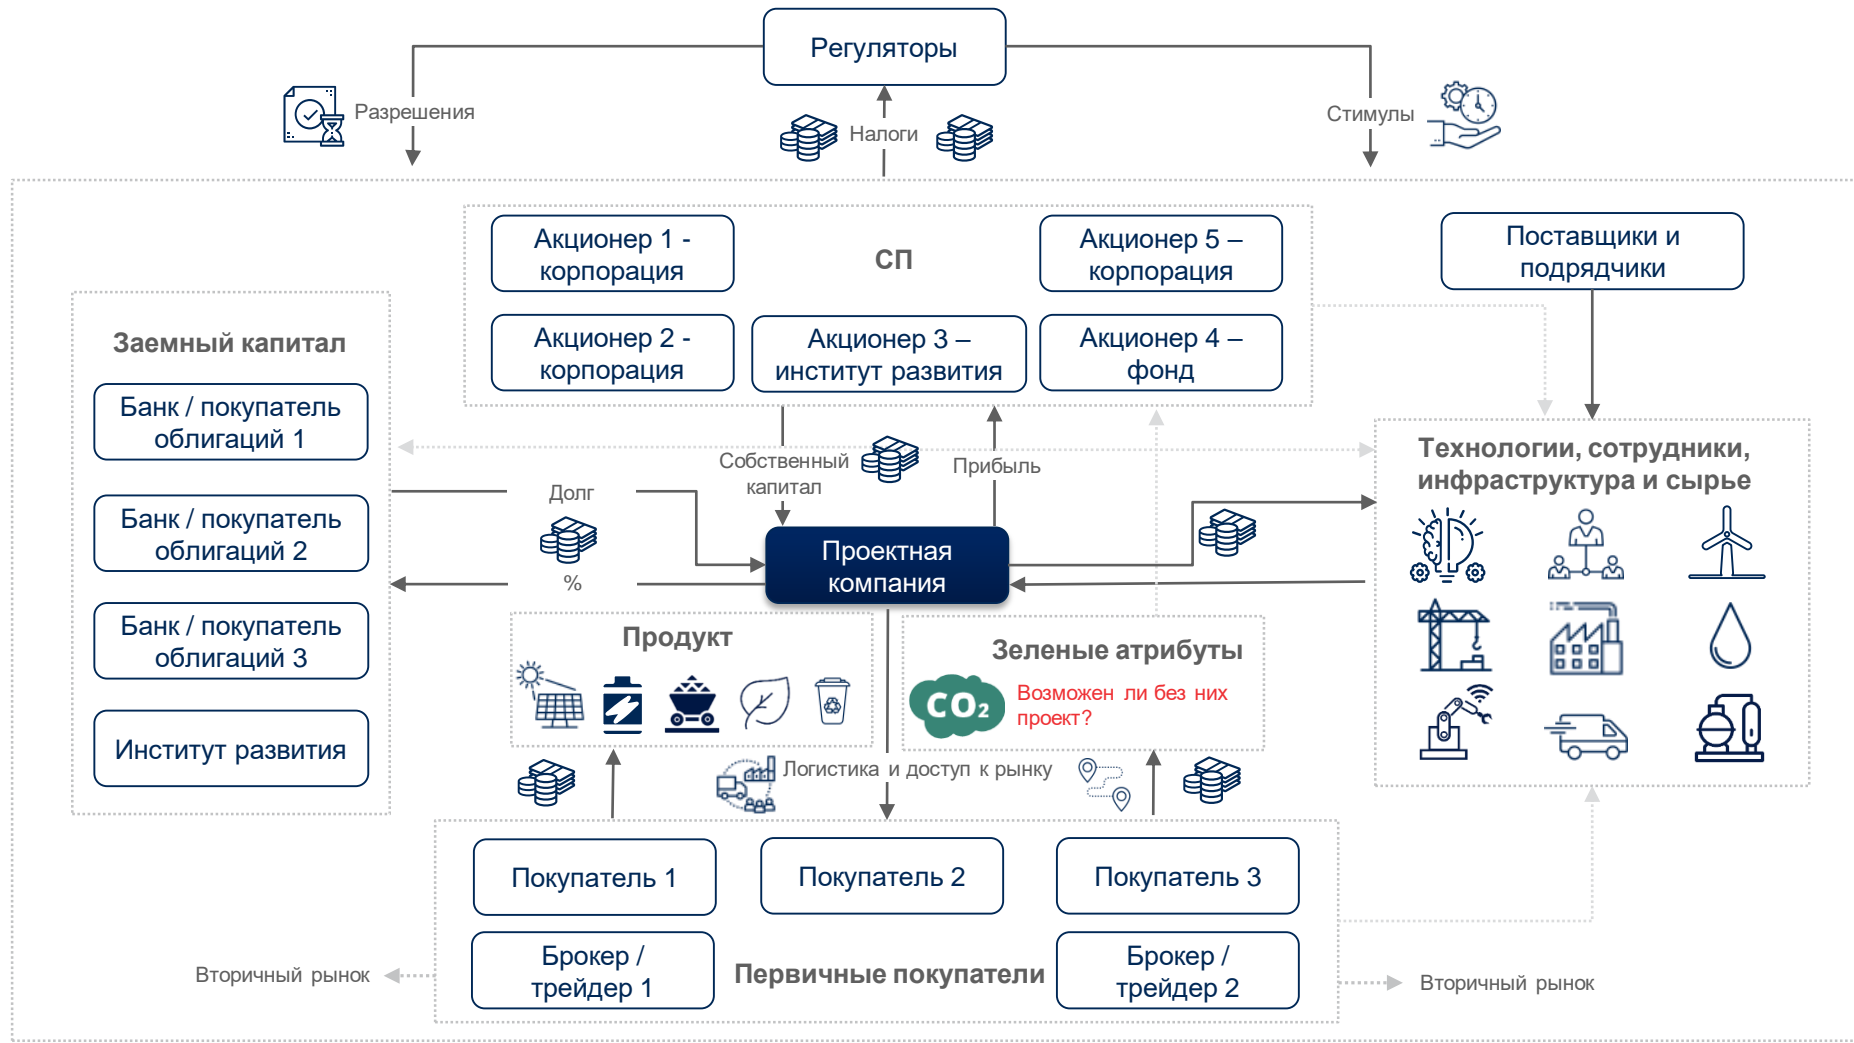 Регуляторы
Разрешения
Налоги
Стимулы
СП
Акционер 1 -
корпорация
Акционер 5 –
корпорация
Акционер 2 -
корпорация
Акционер 3 –
институт развития
Акционер 4 –
фонд
Поставщики и
подрядчики
Заемный капитал
Банк / покупатель
облигаций 1
Банк / покупатель
облигаций 2
Банк / покупатель
облигаций 3
Институт развития
Долг
%
Собственный
капитал
Прибыль
Проектная
компания
Технологии, сотрудники,
инфраструктура и сырье
Продукт
Зеленые атрибуты
CO2
Возможен ли без них
проект?
Логистика и доступ к рынку
Покупатель 1
Покупатель 2
Покупатель 3
Брокер /
трейдер 1
Первичные покупатели
Брокер /
трейдер 2
Вторичный рынок
Вторичный рынок